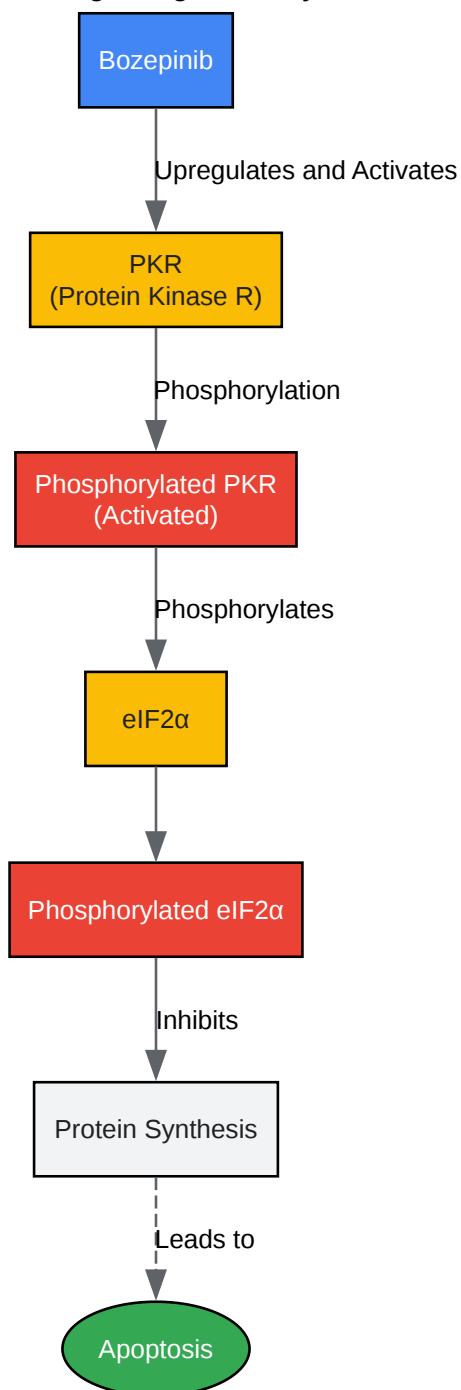 Bozepinib
Upregulates and Activates
PKR
(Protein Kinase R)
Phosphorylation
Phosphorylated PKR
(Activated)
Phosphorylates
eIF2α
Phosphorylated eIF2α
Inhibits
Protein Synthesis
Leads to
Apoptosis